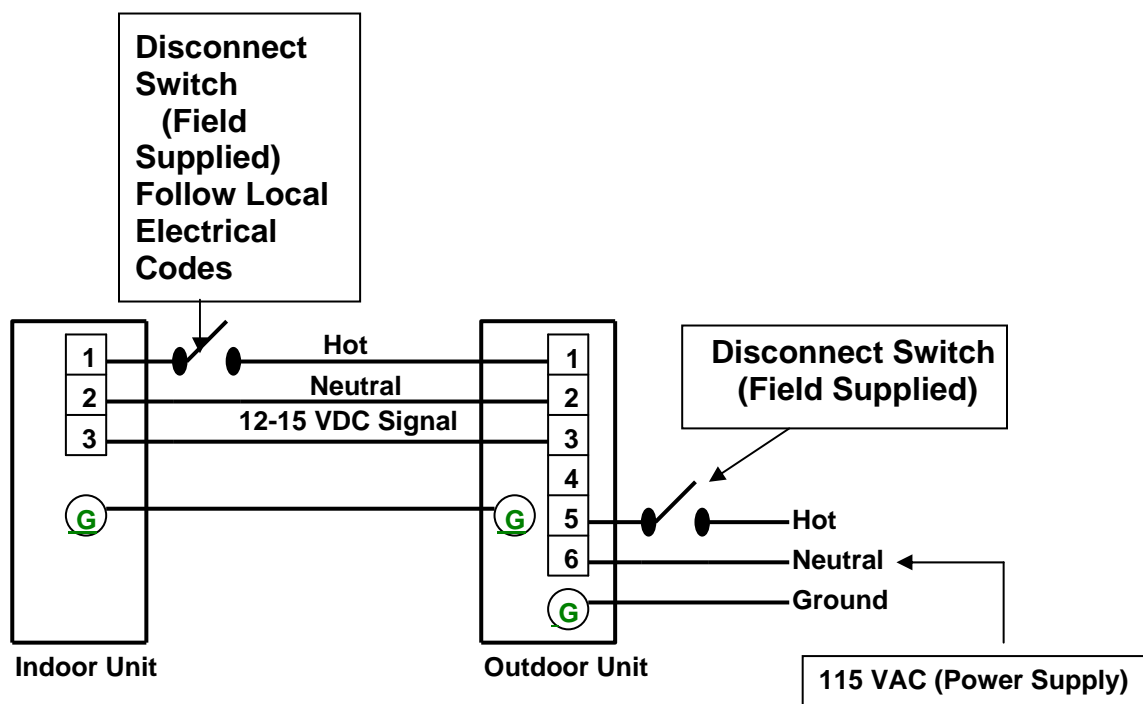 Disconnect
Switch
(Field
Supplied)
Follow Local
Electrical
Codes
1
2
3
G
Indoor Unit
Hot
Neutral
12-15 VDC Signal
1
2
3
4
5
6
G
G
Outdoor Unit
Disconnect Switch
(Field Supplied)
Hot
Neutral
Ground
115 VAC (Power Supply)